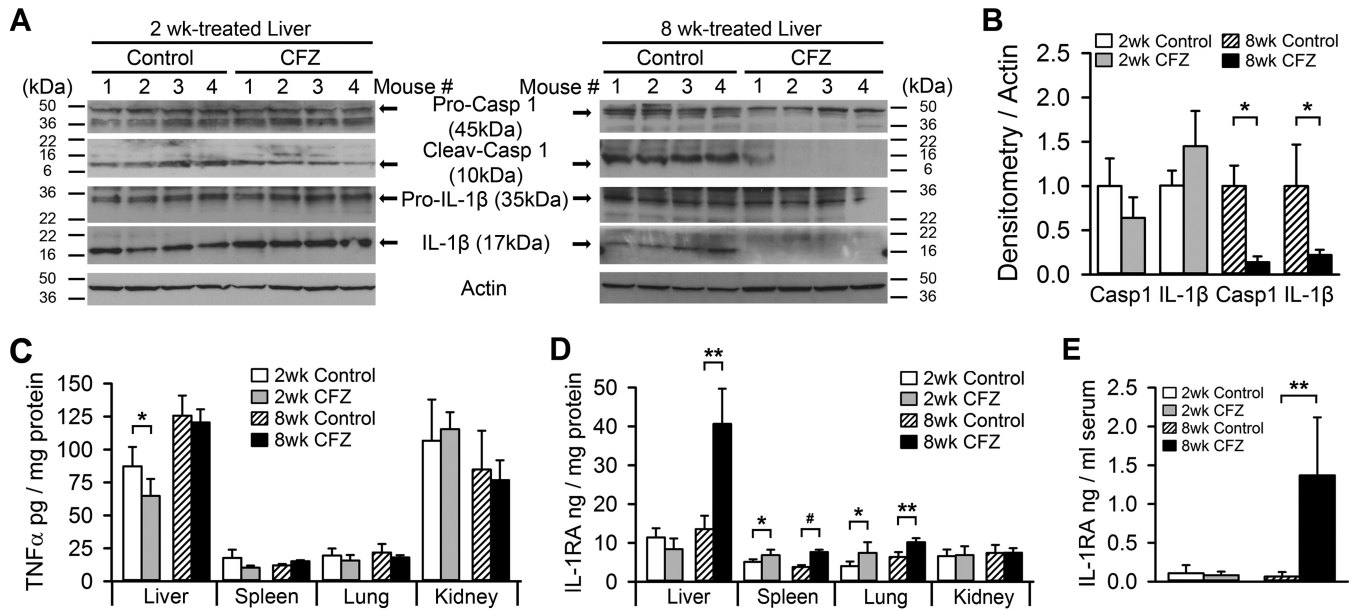 A
2 wk-treated Liver
8 wk-treated Liver
Control CFZ
Control CFZ
(kDa) 1 2 3 4 1 2 3 4 Mouse # Mouse # 1 2 3 4 1 2 3 4 (kDa)
50 Pro-Casp 1 50
36 (45kDa) 36
22 22
16 Cleav-Casp 1 16
6 (10kDa) 6
36 Pro-IL-1β (35kDa) 36
22 22
22 22
16 IL-1β (17kDa) 16
50 50
36 Actin 36
B
2wk Control 8wk Control
2wk CFZ 8wk CFZ
Densitometry / Actin
2.5
2.0
1.5
1.0
0.5
0.0
* *
Casp1 IL-1β Casp1 IL-1β
C
TNFα pg / mg protein
150
125
100
75
50
25
0
2wk Control
2wk CFZ
8wk Control
8wk CFZ
*
Liver Spleen Lung Kidney
D
IL-1RA ng / mg protein
50
40
30
20
10
0
2wk Control
2wk CFZ
8wk Control
8wk CFZ
**
* # * **
Liver Spleen Lung Kidney
E
IL-1RA ng / ml serum
2.5
2.0
1.5
1.0
0.5
0.0
2wk Control
2wk CFZ
8wk Control
8wk CFZ
**